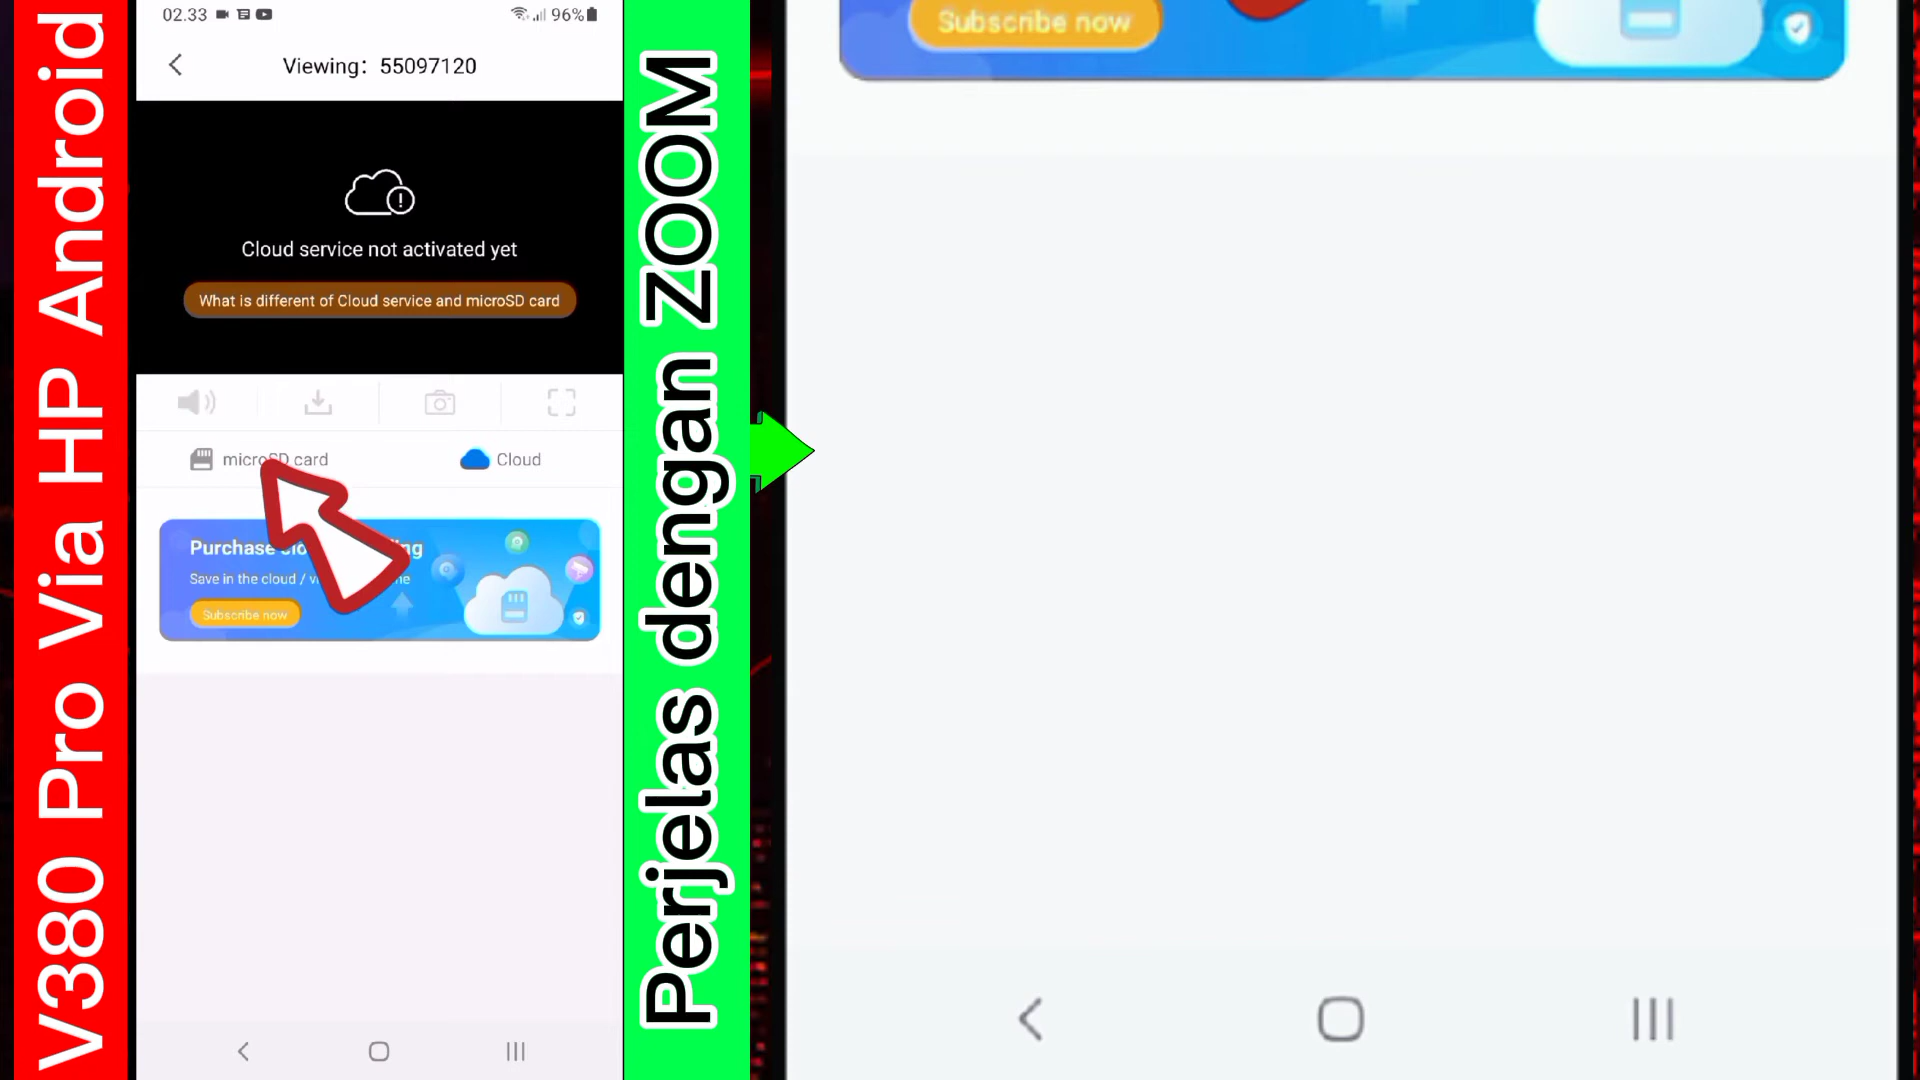 V380 Pro Via HP Android
02.33
96%
Viewing: 55097120
Cloud service not activated yet
What is different of Cloud service and microSD card
microSD card
Cloud
Purchase
Save in the cloud /
Subscribe now
Perjelas dengan ZOOM
Subscribe now